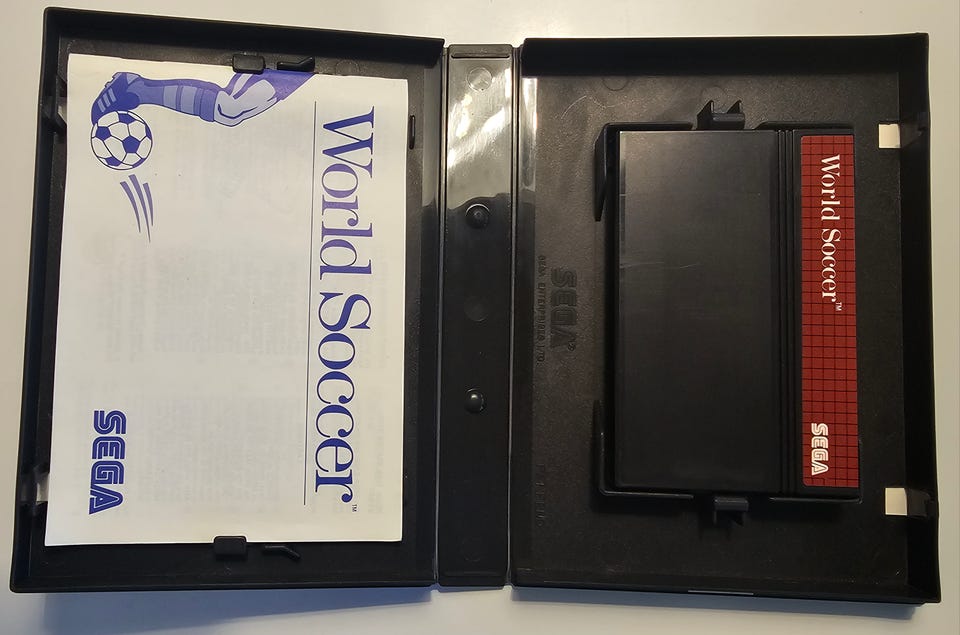 World Soccer™
SEGA
SEGA®
SEGA ENTERPRISES LTD
World Soccer™
SEGA